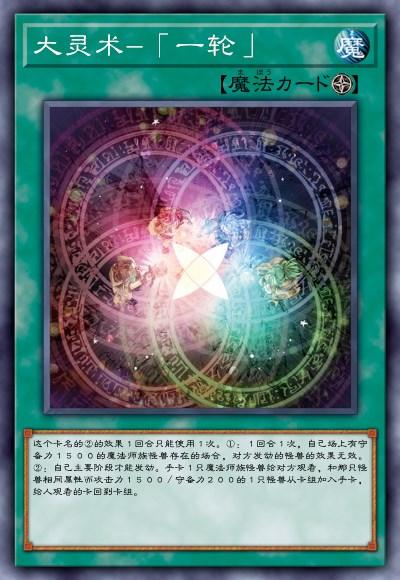 大灵术-「一轮」
魔
【魔法カード】
まほう
这个卡名的②的效果1回合只能使用1次。①：1回合1次，自己场上有守
备力1500的魔法师族怪兽存在的场合，对方发动的怪兽的效果无效。
②：自己主要阶段才能发动。手卡1只魔法师族怪兽给对方观看，和那只怪
兽相同属性而攻击力1500/守备力200的1只怪兽从卡组加入手卡，
给人观看的卡回到卡组。